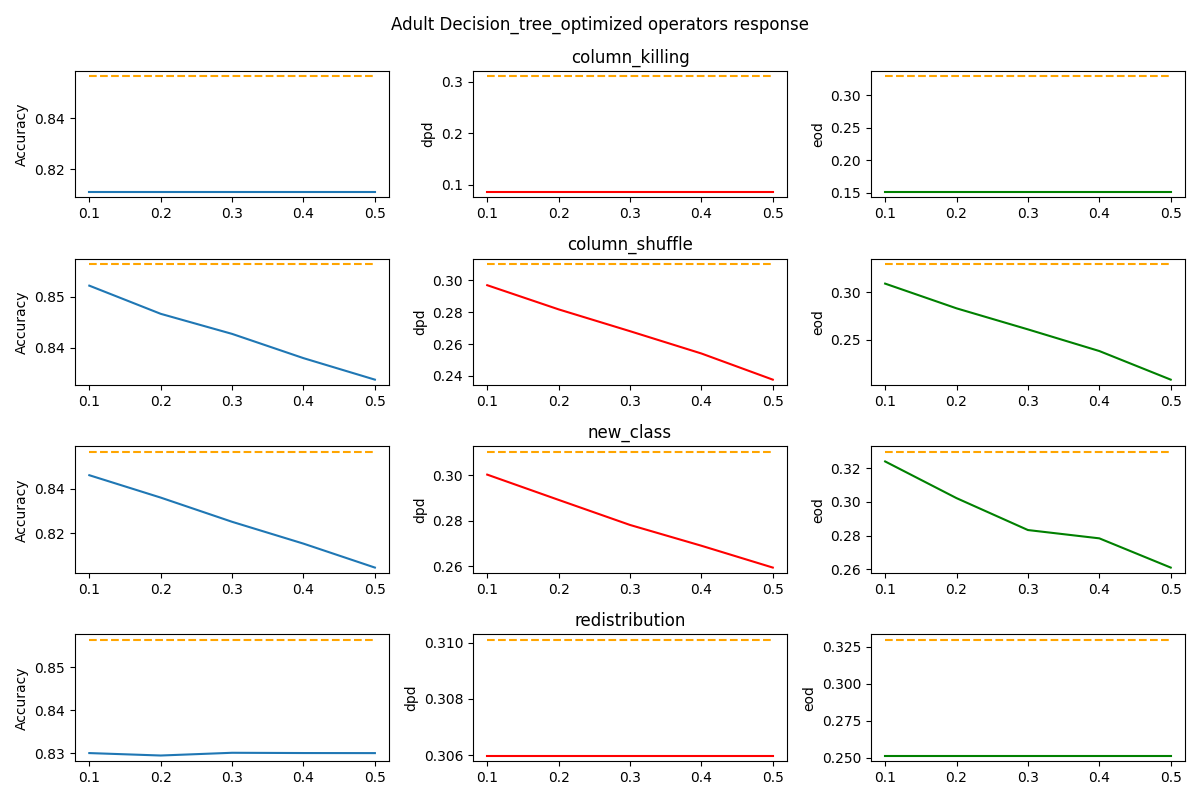 Adult Decision_tree_optimized operators response
column_killing
Accuracy
0.84
0.82
0.1 0.2 0.3 0.4 0.5
dpd
0.3
0.2
0.1
0.1 0.2 0.3 0.4 0.5
eod
0.30
0.25
0.20
0.15
0.1 0.2 0.3 0.4 0.5
column_shuffle
Accuracy
0.85
0.84
0.1 0.2 0.3 0.4 0.5
dpd
0.30
0.28
0.26
0.24
0.1 0.2 0.3 0.4 0.5
eod
0.30
0.25
0.1 0.2 0.3 0.4 0.5
new_class
Accuracy
0.84
0.82
0.1 0.2 0.3 0.4 0.5
dpd
0.30
0.28
0.26
0.1 0.2 0.3 0.4 0.5
eod
0.32
0.30
0.28
0.26
0.1 0.2 0.3 0.4 0.5
redistribution
Accuracy
0.85
0.84
0.83
0.1 0.2 0.3 0.4 0.5
dpd
0.310
0.308
0.306
0.1 0.2 0.3 0.4 0.5
eod
0.325
0.300
0.275
0.250
0.1 0.2 0.3 0.4 0.5